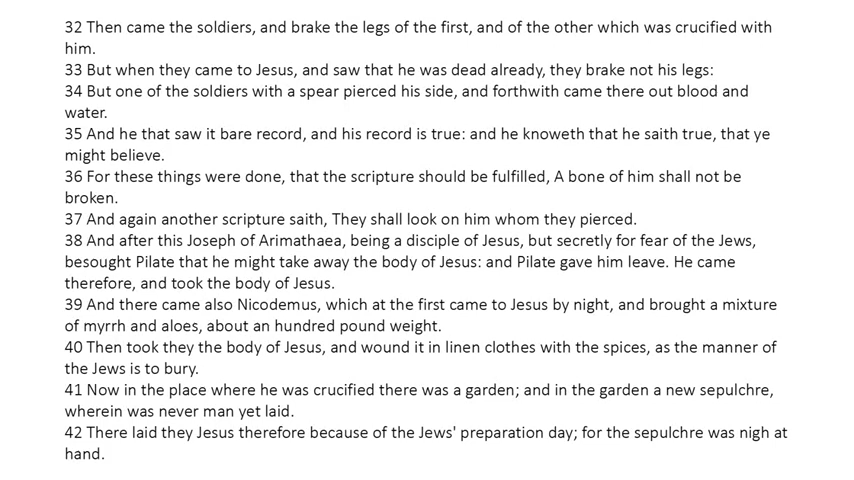 32 Then came the soldiers, and brake the legs of the first, and of the other which was crucified with
him.
33 But when they came to Jesus, and saw that he was dead already, they brake not his legs:
34 But one of the soldiers with a spear pierced his side, and forthwith came there out blood and
water.
35 And he that saw it bare record, and his record is true: and he knoweth that he saith true, that ye
might believe.
36 For these things were done, that the scripture should be fulfilled, A bone of him shall not be
broken.
37 And again another scripture saith, They shall look on him whom they pierced.
38 And after this Joseph of Arimathaea, being a disciple of Jesus, but secretly for fear of the Jews,
besought Pilate that he might take away the body of Jesus: and Pilate gave him leave. He came
therefore, and took the body of Jesus.
39 And there came also Nicodemus, which at the first came to Jesus by night, and brought a mixture
of myrrh and aloes, about an hundred pound weight.
40 Then took they the body of Jesus, and wound it in linen clothes with the spices, as the manner of
the Jews is to bury.
41 Now in the place where he was crucified there was a garden; and in the garden a new sepulchre,
wherein was never man yet laid.
42 There laid they Jesus therefore because of the Jews' preparation day; for the sepulchre was nigh at
hand.